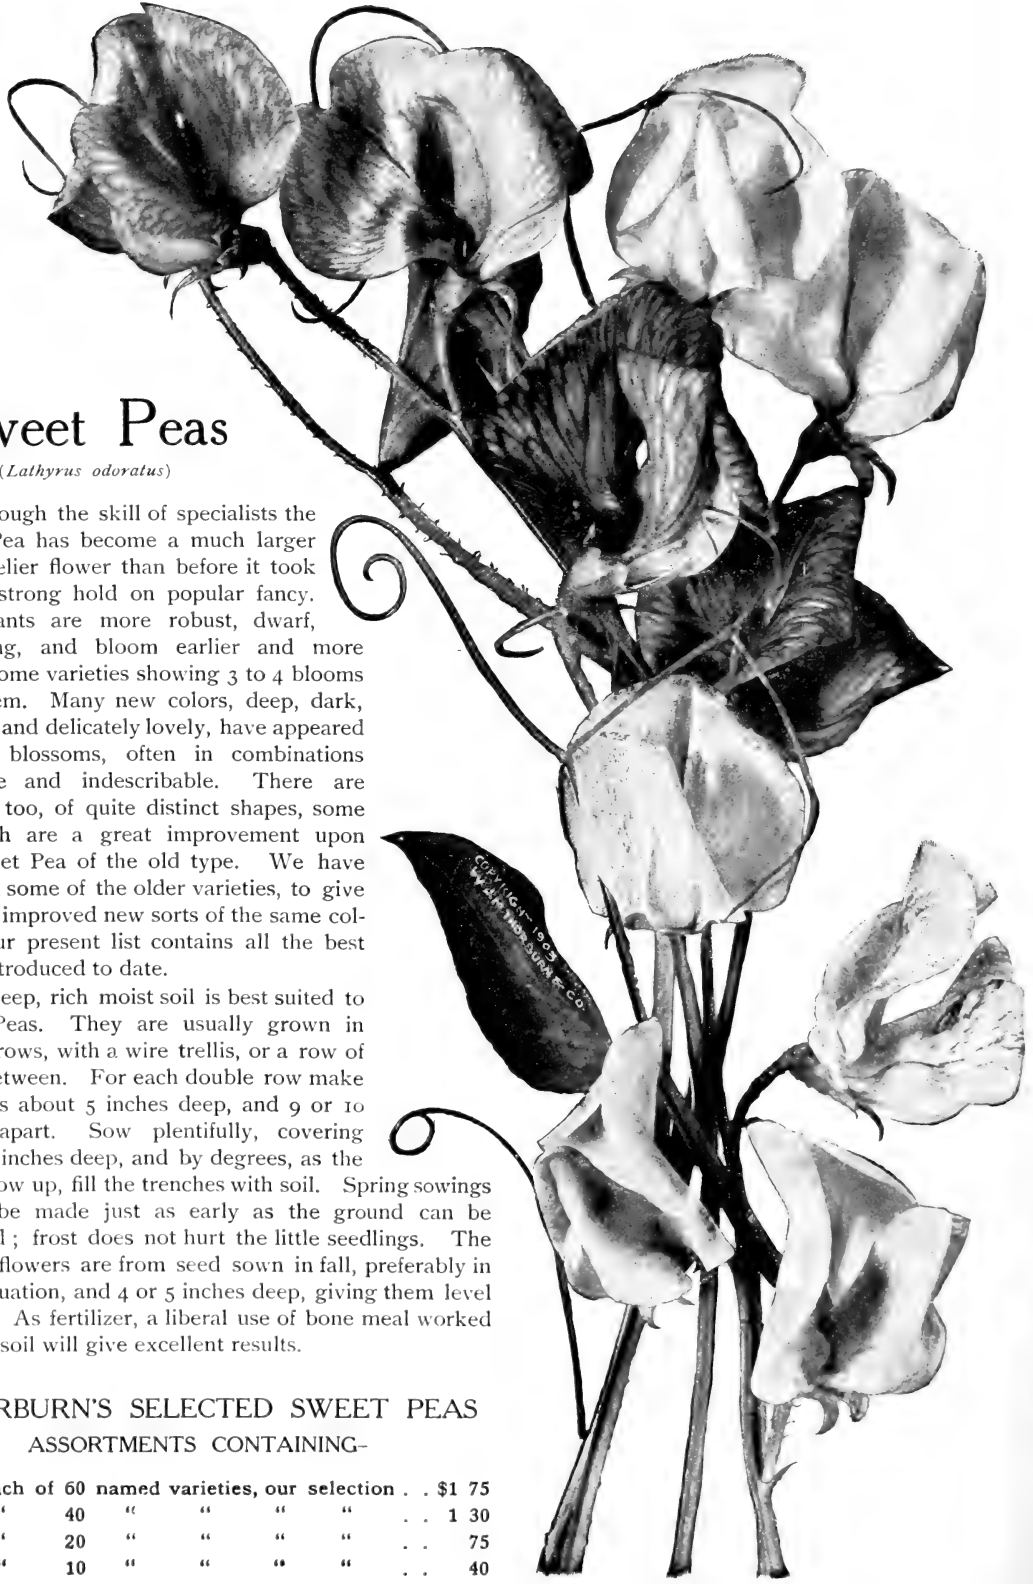 weet Peas
(Lathyrus odoratus)
ough the skill of specialists the
Pea has become a much larger
elier flower than before it took
strong hold on popular fancy.
ants are more robust, dwarf,
ng, and bloom earlier and more
ome varieties showing 3 to 4 blooms
em. Many new colors, deep, dark,
and delicately lovely, have appeared
blossoms, often in combinations
e and indescribable. There are
too, of quite distinct shapes, some
h are a great improvement upon
et Pea of the old type. We have
some of the older varieties, to give
improved new sorts of the same col-
ur present list contains all the best
troduced to date.
eep, rich moist soil is best suited to
Peas. They are usually grown in
rows, with a wire trellis, or a row of
etween. For each double row make
s about 5 inches deep, and 9 or 10
apart. Sow plentifully, covering
inches deep, and by degrees, as the
ow up, fill the trenches with soil. Spring sowings
be made just as early as the ground can be
l ; frost does not hurt the little seedlings. The
flowers are from seed sown in fall, preferably in
uation, and 4 or 5 inches deep, giving them level
As fertilizer, a liberal use of bone meal worked
soil will give excellent results.
COPYRIGH- 1903
THORBURN & CO.
RBURN'S SELECTED SWEET PEAS
ASSORTMENTS CONTAINING–
ch of 60 named varieties, our selection . . $1 75
“ 40 “ “ “ “ . . 1 30
“ 20 “ “ “ “ . . 75
“ 10 “ “ “ “ . . 40